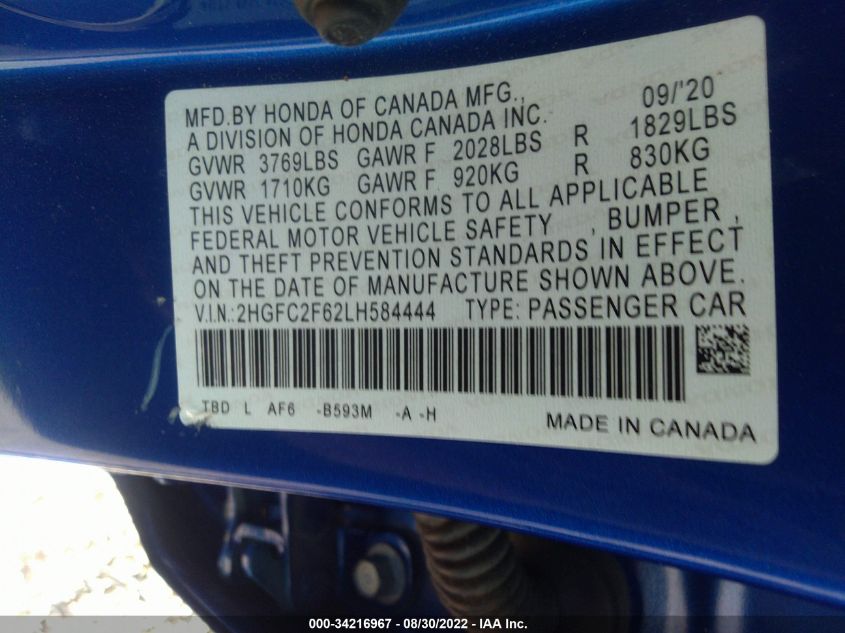 MFD.BY HONDA OF CANADA MFG., 09/'20
A DIVISION OF HONDA CANADA INC.
GVWR 3769LBS GAWR F 2028LBS R 1829LBS
GVWR 1710KG GAWR F 920KG R 830KG
THIS VEHICLE CONFORMS TO ALL APPLICABLE
FEDERAL MOTOR VEHICLE SAFETY , BUMPER ,
AND THEFT PREVENTION STANDARDS IN EFFECT
ON THE DATE OF MANUFACTURE SHOWN ABOVE.
V.I.N.:2HGFC2F62LH584444 TYPE: PASSENGER CAR
TBD L AF6 -B593M -A -H MADE IN CANADA
000-34216967 - 08/30/2022 - IAA Inc.